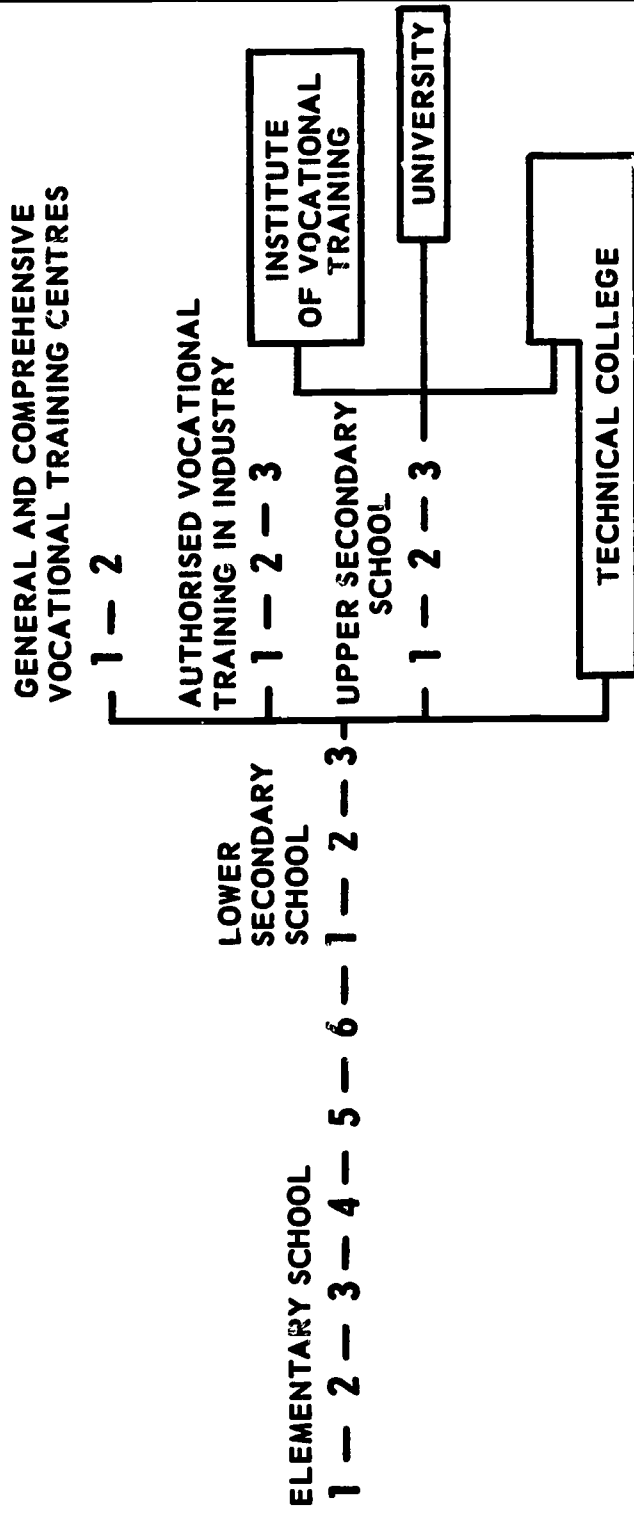 GENERAL AND COMPREHENSIVE
VOCATIONAL TRAINING CENTRES
1 — 2
AUTHORISED VOCATIONAL
TRAINING IN INDUSTRY
1 — 2 — 3
INSTITUTE
OF VOCATIONAL
TRAINING
LOWER
SECONDARY
SCHOOL
UPPER SECONDARY
SCHOOL
ELEMENTARY SCHOOL
1 — 2 — 3 — 4 — 5 — 6 — 1 — 2 — 3
1 — 2 — 3
UNIVERSITY
TECHNICAL COLLEGE